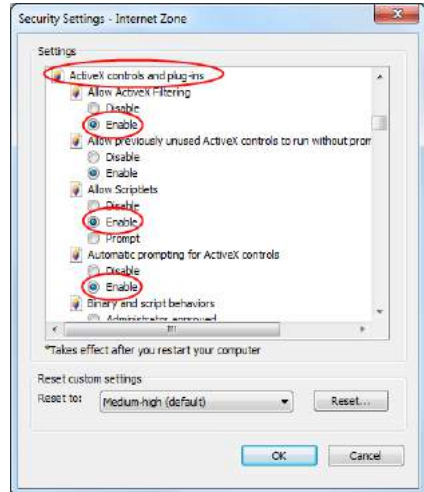 Security Settings - Internet Zone
Settings
ActiveX controls and plug-ins
Allow ActiveX Filtering
Disable
Enable
Allow previously unused ActiveX controls to run without prom
Disable
Enable
Allow Scriptlets
Disable
Enable
Prompt
Automatic prompting for ActiveX controls
Disable
Enable
Binary and script behaviors
Administrator approved
*Takes effect after you restart your computer
Reset custom settings
Reset to:
Medium-high (default)
Reset...
OK
Cancel